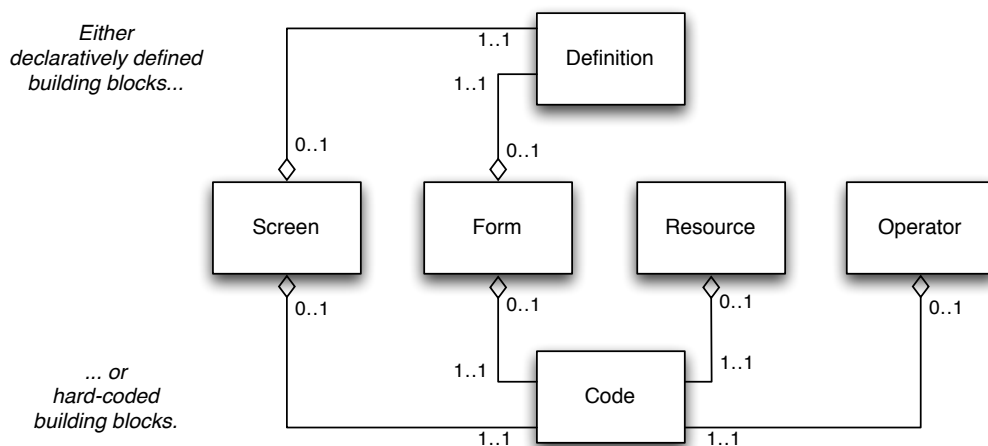 Either
declaratively defined
building blocks...
1..1
Definition
1..1
0..1
0..1
Screen
Form
Resource
Operator
0..1
0..1
0..1
0..1
... or
hard-coded
building blocks.
1..1
Code
1..1
1..1
1..1